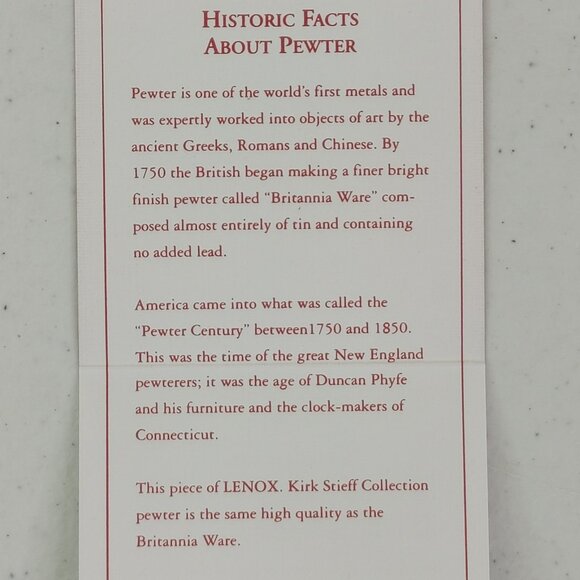 HISTORIC FACTS
ABOUT PEWTER
Pewter is one of the world's first metals and
was expertly worked into objects of art by the
ancient Greeks, Romans and Chinese. By
1750 the British began making a finer bright
finish pewter called "Britannia Ware" com-
posed almost entirely of tin and containing
no added lead.
America came into what was called the
"Pewter Century" between1750 and 1850.
This was the time of the great New England
pewterers; it was the age of Duncan Phyfe
and his furniture and the clock-makers of
Connecticut.
This piece of LENOX. Kirk Stieff Collection
pewter is the same high quality as the
Britannia Ware.